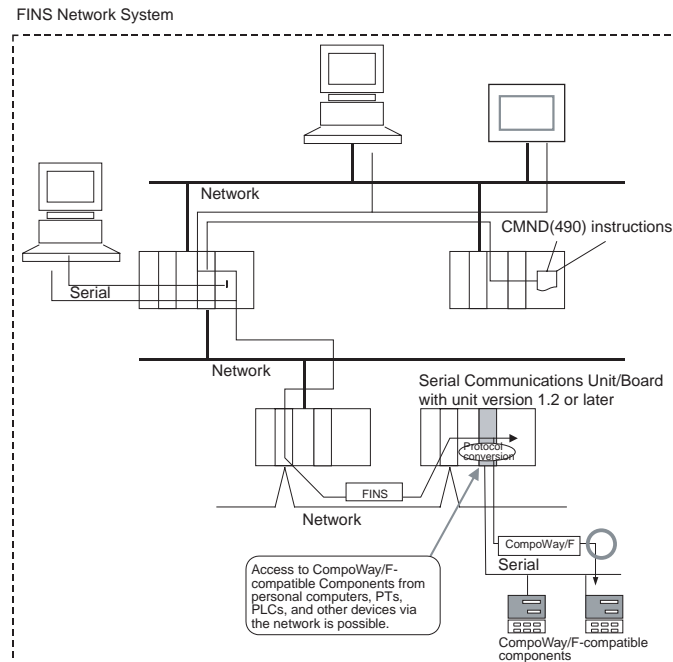 FINS Network System
Network
CMND(490) instructions
Serial
Network
Serial Communications Unit/Board
with unit version 1.2 or later
Protocol
conversion
FINS
Network
CompoWay/F
Serial
Access to CompoWay/F-
compatible Components from
personal computers, PTs,
PLCs, and other devices via
the network is possible.
CompoWay/F-compatible
components